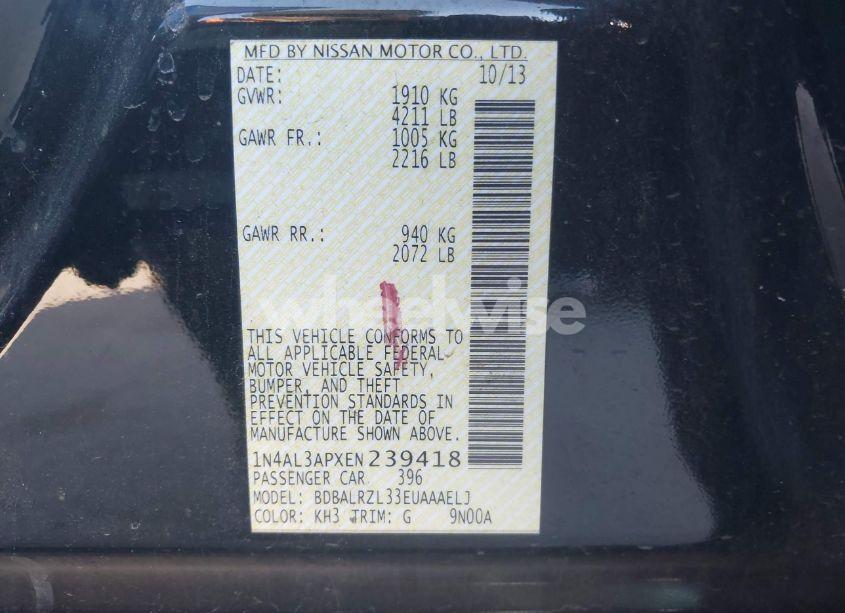 MFD BY NISSAN MOTOR CO., LTD.
DATE: 10/13
GVWR: 1910 KG
4211 LB
GAWR FR.: 1005 KG
2216 LB
GAWR RR.: 940 KG
2072 LB
wheelwise
THIS VEHICLE CONFORMS TO
ALL APPLICABLE FEDERAL
MOTOR VEHICLE SAFETY,
BUMPER, AND THEFT
PREVENTION STANDARDS IN
EFFECT ON THE DATE OF
MANUFACTURE SHOWN ABOVE.
1N4AL3APXEN239418
PASSENGER CAR 396
MODEL: BDBALRZL33EUAAAELJ
COLOR: KH3 TRIM: G 9N00A